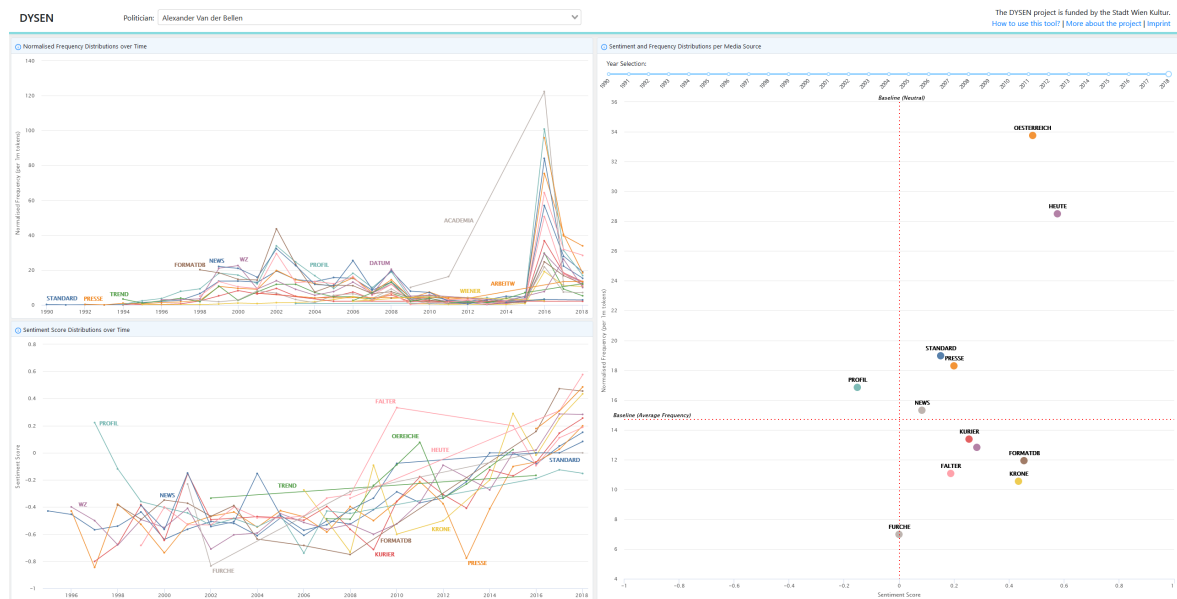 DYSEN
Politician: Alexander Van der Bellen
The DYSEN project is funded by the Stadt Wien Kultur.
How to use this tool? | More about the project | Imprint
Normalised Frequency Distributions over Time
140
120
100
80
60
40
20
0
Normalised Frequency (per 1m tokens)
ACADEMIA
FORMATDB
NEWS
WZ
PROFIL
DATUM
STANDARD
PRESSE
TREND
WIENER
ARBEITW
1990 1992 1994 1996 1998 2000 2002 2004 2006 2008 2010 2012 2014 2016 2018
Sentiment Score Distributions over Time
0.8
0.6
0.4
0.2
0
−0.2
−0.4
−0.6
−0.8
−1
Sentiment Score
PROFIL
FALTER
OEREICHE
HEUTE
STANDARD
WZ
NEWS
TREND
KRONE
FORMATDB
KURIER
PRESSE
FURCHE
1996 1998 2000 2002 2004 2006 2008 2010 2012 2014 2016 2018
Sentiment and Frequency Distributions per Media Source
Year Selection:
1990 1991 1992 1993 1994 1995 1996 1997 1998 1999 2000 2001 2002 2003 2004 2005 2006 2007 2008 2009 2010 2011 2012 2013 2014 2015 2016 2017 2018
Baseline (Neutral)
36
34
32
30
28
26
24
22
20
18
16
14
12
10
8
6
4
Normalised Frequency (per 1m tokens)
OESTERREICH
HEUTE
STANDARD
PRESSE
PROFIL
NEWS
Baseline (Average Frequency)
KURIER
FORMATDB
FALTER
KRONE
FURCHE
−1 −0.8 −0.6 −0.4 −0.2 0 0.2 0.4 0.6 0.8 1
Sentiment Score